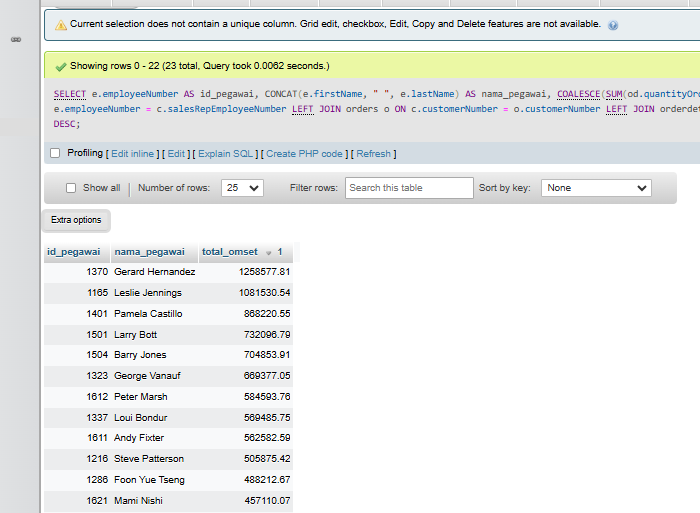 Current selection does not contain a unique column. Grid edit, checkbox, Edit, Copy and Delete features are not available.
Showing rows 0 - 22 (23 total, Query took 0.0062 seconds.)
SELECT e.employeeNumber AS id_pegawai, CONCAT(e.firstName, " ", e.lastName) AS nama_pegawai, COALESCE(SUM(od.quantityOr
e.employeeNumber = c.salesRepEmployeeNumber LEFT JOIN orders o ON c.customerNumber = o.customerNumber LEFT JOIN orderdet
DESC;
Profiling [ Edit inline ] [ Edit ] [ Explain SQL ] [ Create PHP code ] [ Refresh ]
Show all Number of rows: 25 Filter rows: Search this table Sort by key: None
Extra options
id_pegawai nama_pegawai total_omset 1
1370 Gerard Hernandez 1258577.81
1165 Leslie Jennings 1081530.54
1401 Pamela Castillo 868220.55
1501 Larry Bott 732096.79
1504 Barry Jones 704853.91
1323 George Vanauf 669377.05
1612 Peter Marsh 584593.76
1337 Loui Bondur 569485.75
1611 Andy Fixter 562582.59
1216 Steve Patterson 505875.42
1286 Foon Yue Tseng 488212.67
1621 Mami Nishi 457110.07